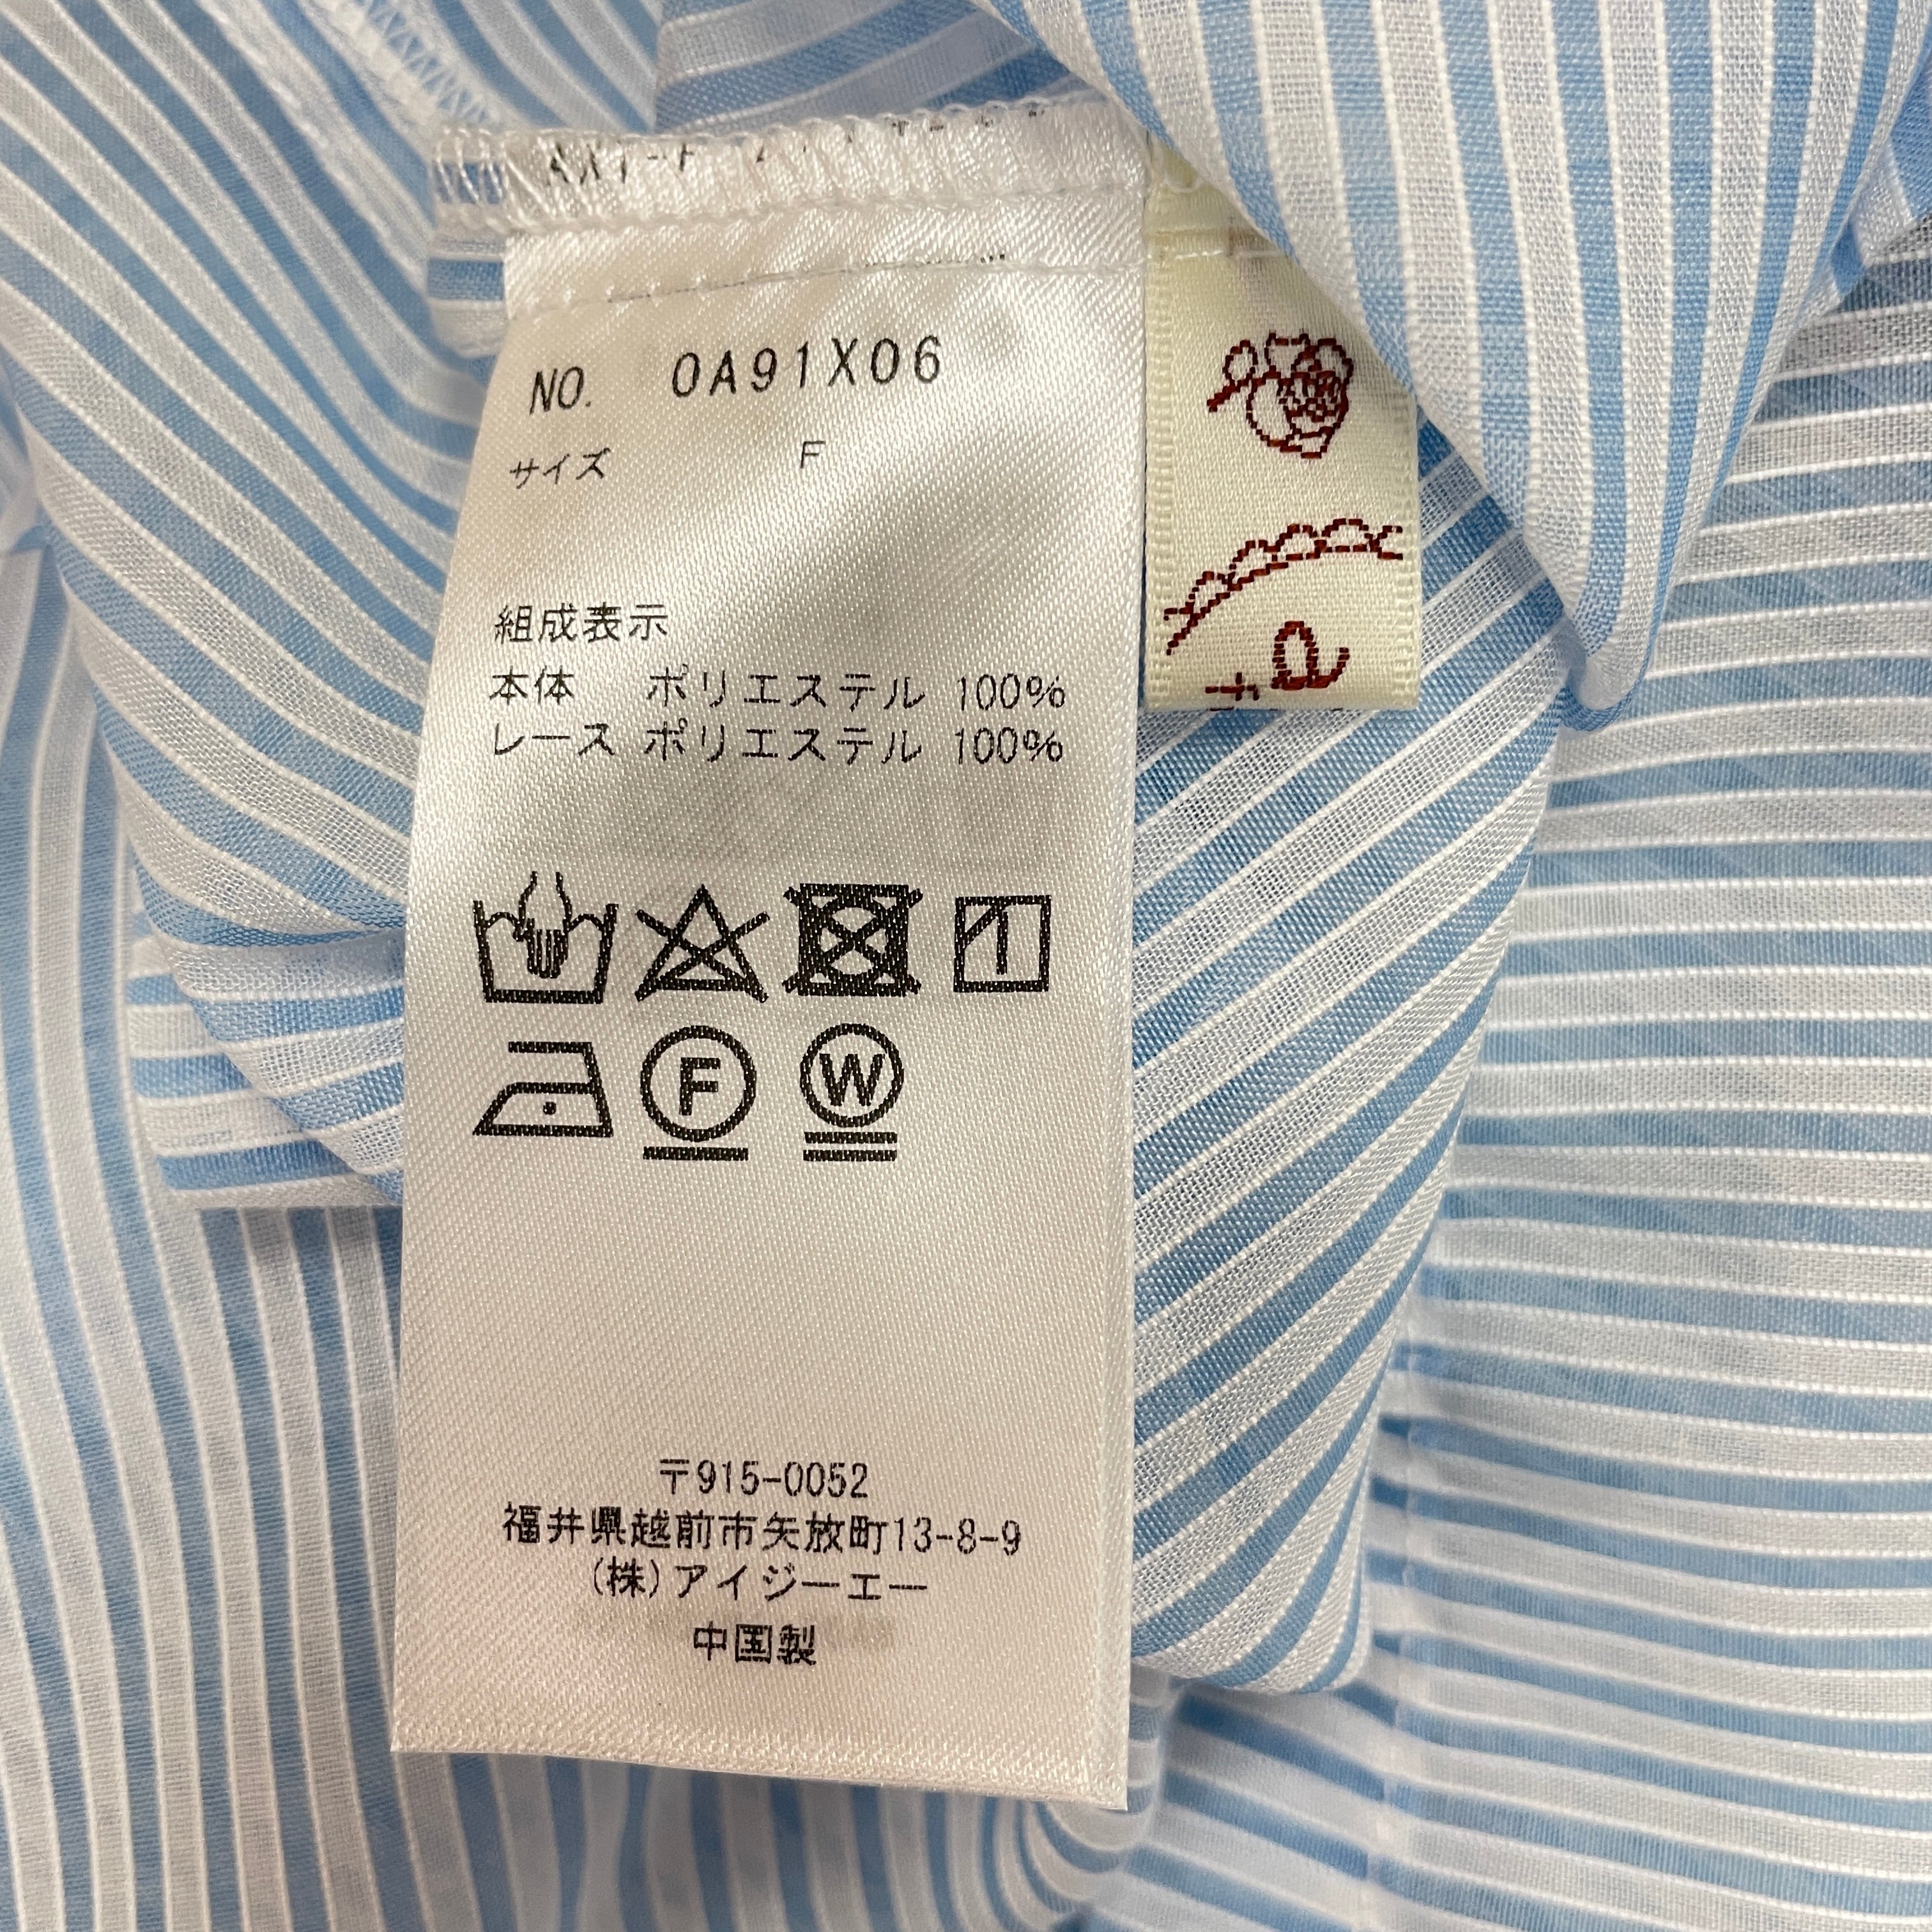 NO. 0A91X06
サイズ F
組成表示
本体 ポリエステル 100%
レース ポリエステル 100%
F W
〒915-0052
福井県越前市矢放町13-8-9
(株)アイジーエー
中国製